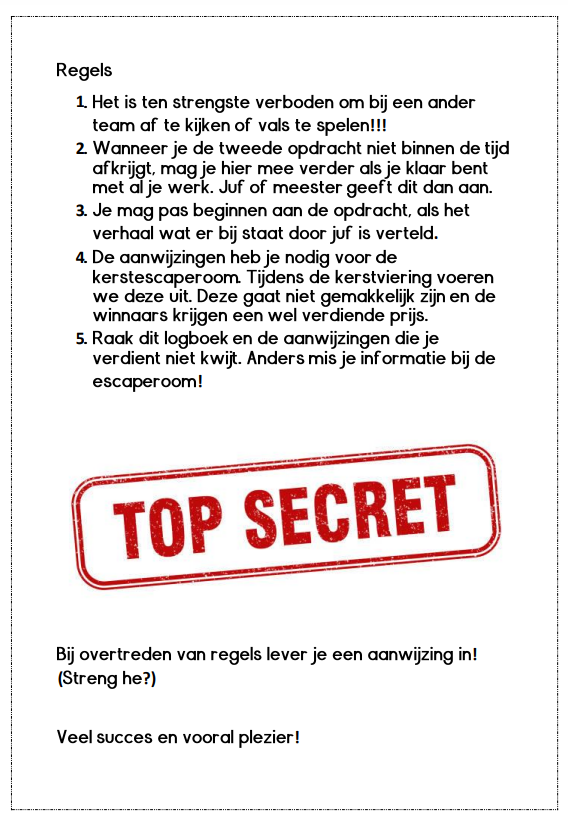 Regels
1. Het is ten strengste verboden om bij een ander
team af te kijken of vals te spelen!!!
2. Wanneer je de tweede opdracht niet binnen de tijd
afkrijgt, mag je hier mee verder als je klaar bent
met al je werk. Juf of meester geeft dit dan aan.
3. Je mag pas beginnen aan de opdracht, als het
verhaal wat er bij staat door juf is verteld.
4. De aanwijzingen heb je nodig voor de
kerstescaperoom. Tijdens de kerstviering voeren
we deze uit. Deze gaat niet gemakkelijk zijn en de
winnaars krijgen een wel verdiende prijs.
5. Raak dit logboek en de aanwijzingen die je
verdient niet kwijt. Anders mis je informatie bij de
escaperoom!
TOP SECRET
Bij overtreden van regels lever je een aanwijzing in!
(Streng he?)
Veel succes en vooral plezier!